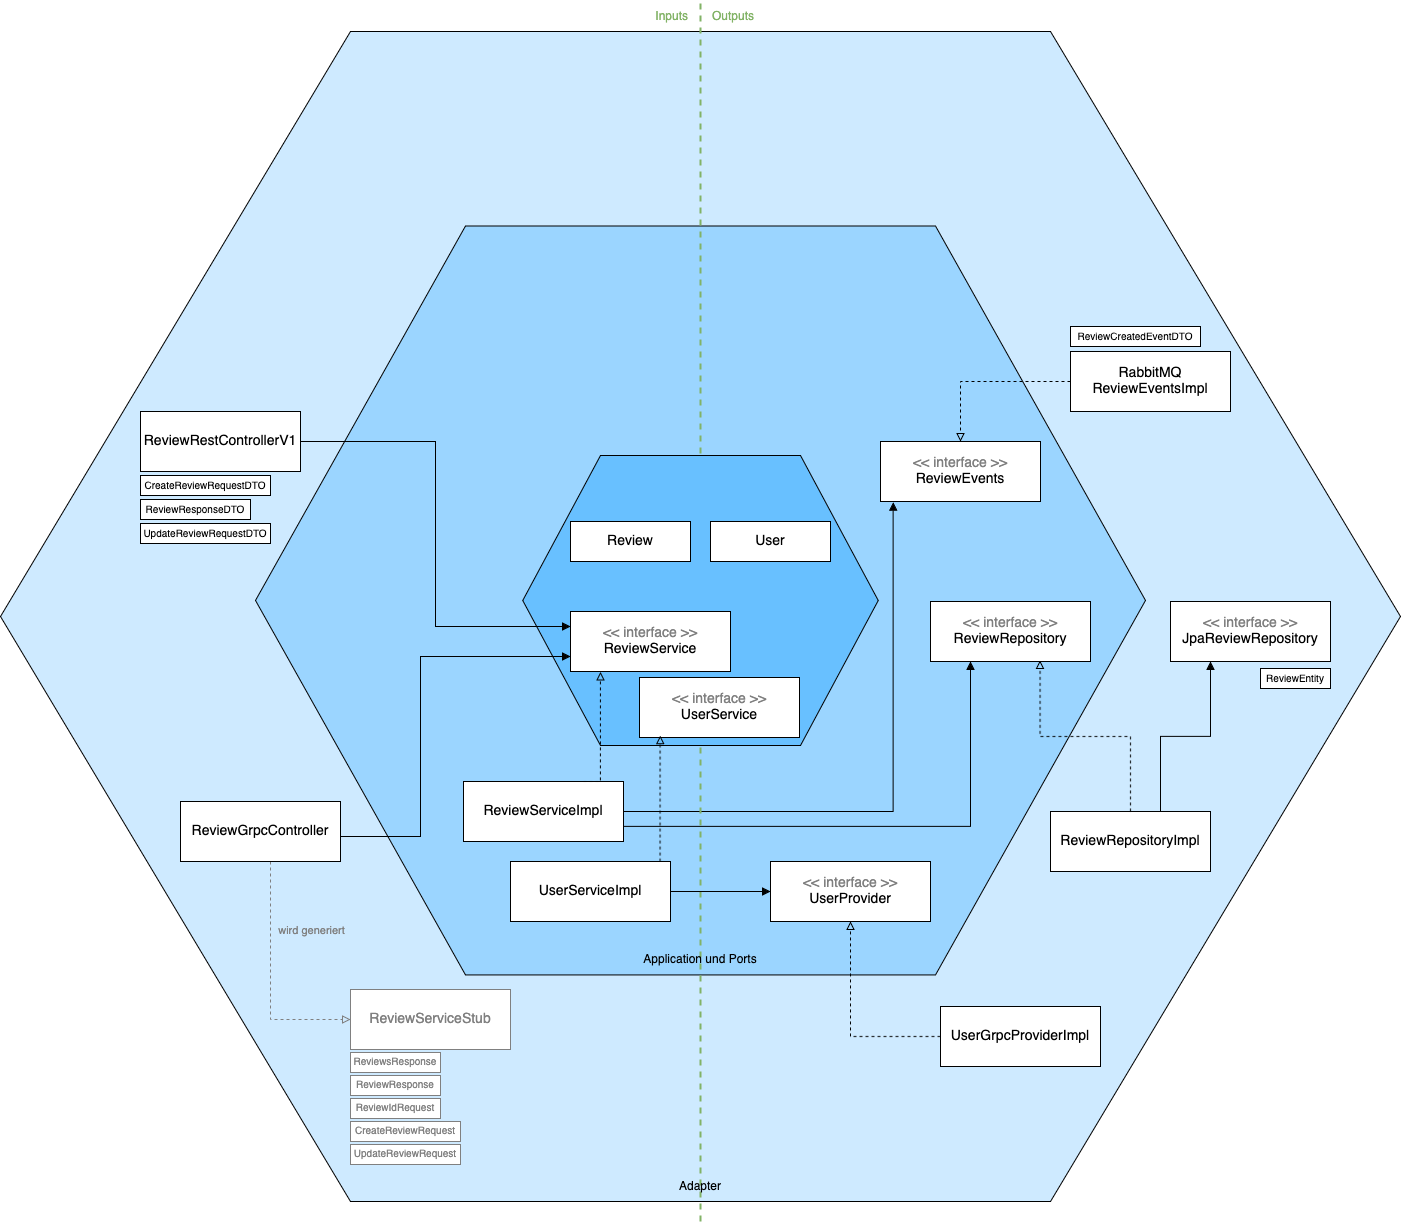 Inputs
Outputs
ReviewCreatedEventDTO
RabbitMQ
ReviewEventsImpl
ReviewRestControllerV1
CreateReviewRequestDTO
ReviewResponseDTO
UpdateReviewRequestDTO
<< interface >>
ReviewEvents
Review
User
<< interface >>
ReviewService
<< interface >>
UserService
<< interface >>
ReviewRepository
<< interface >>
JpaReviewRepository
ReviewEntity
ReviewServiceImpl
ReviewGrpcController
ReviewRepositoryImpl
UserServiceImpl
<< interface >>
UserProvider
wird generiert
Application und Ports
ReviewServiceStub
ReviewsResponse
ReviewResponse
ReviewIdRequest
CreateReviewRequest
UpdateReviewRequest
UserGrpcProviderImpl
Adapter